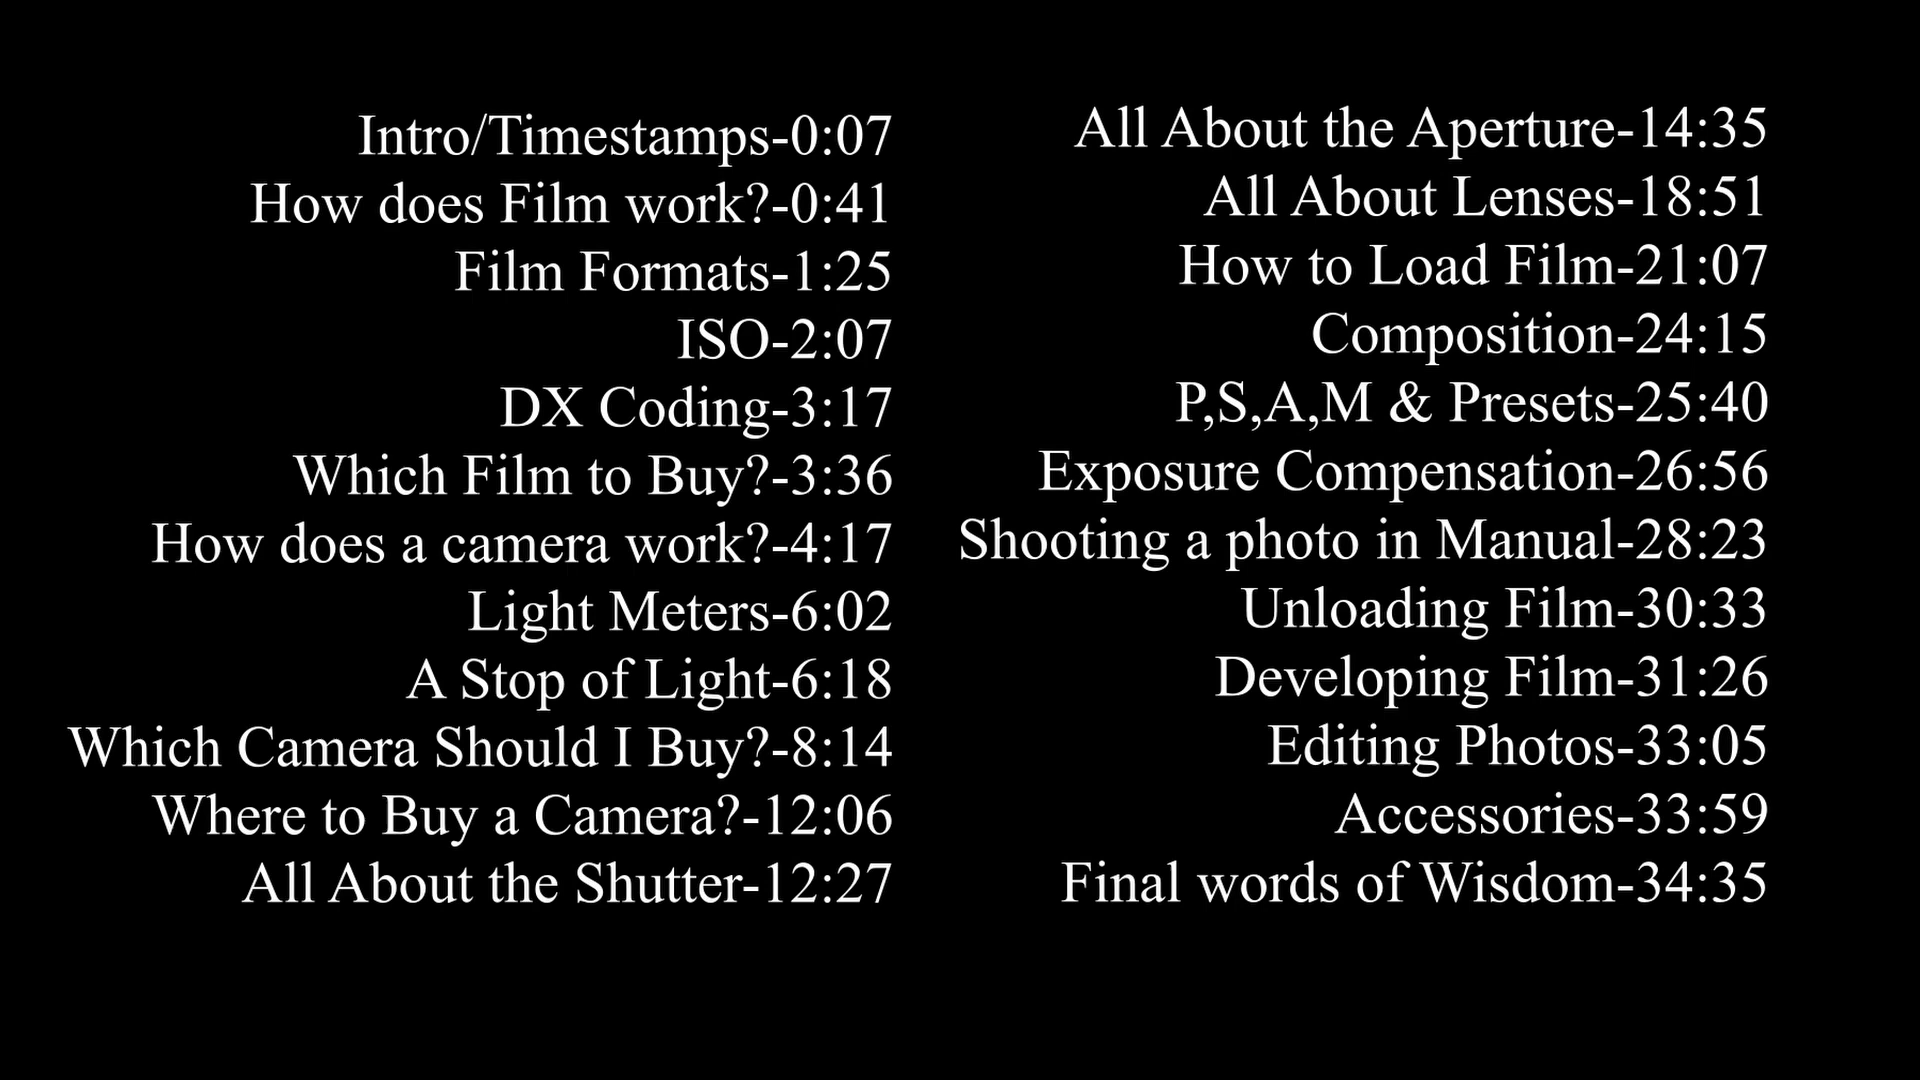 Intro/Timestamps-0:07
How does Film work?-0:41
Film Formats-1:25
ISO-2:07
DX Coding-3:17
Which Film to Buy?-3:36
How does a camera work?-4:17
Light Meters-6:02
A Stop of Light-6:18
Which Camera Should I Buy?-8:14
Where to Buy a Camera?-12:06
All About the Shutter-12:27
All About the Aperture-14:35
All About Lenses-18:51
How to Load Film-21:07
Composition-24:15
P,S,A,M & Presets-25:40
Exposure Compensation-26:56
Shooting a photo in Manual-28:23
Unloading Film-30:33
Developing Film-31:26
Editing Photos-33:05
Accessories-33:59
Final words of Wisdom-34:35